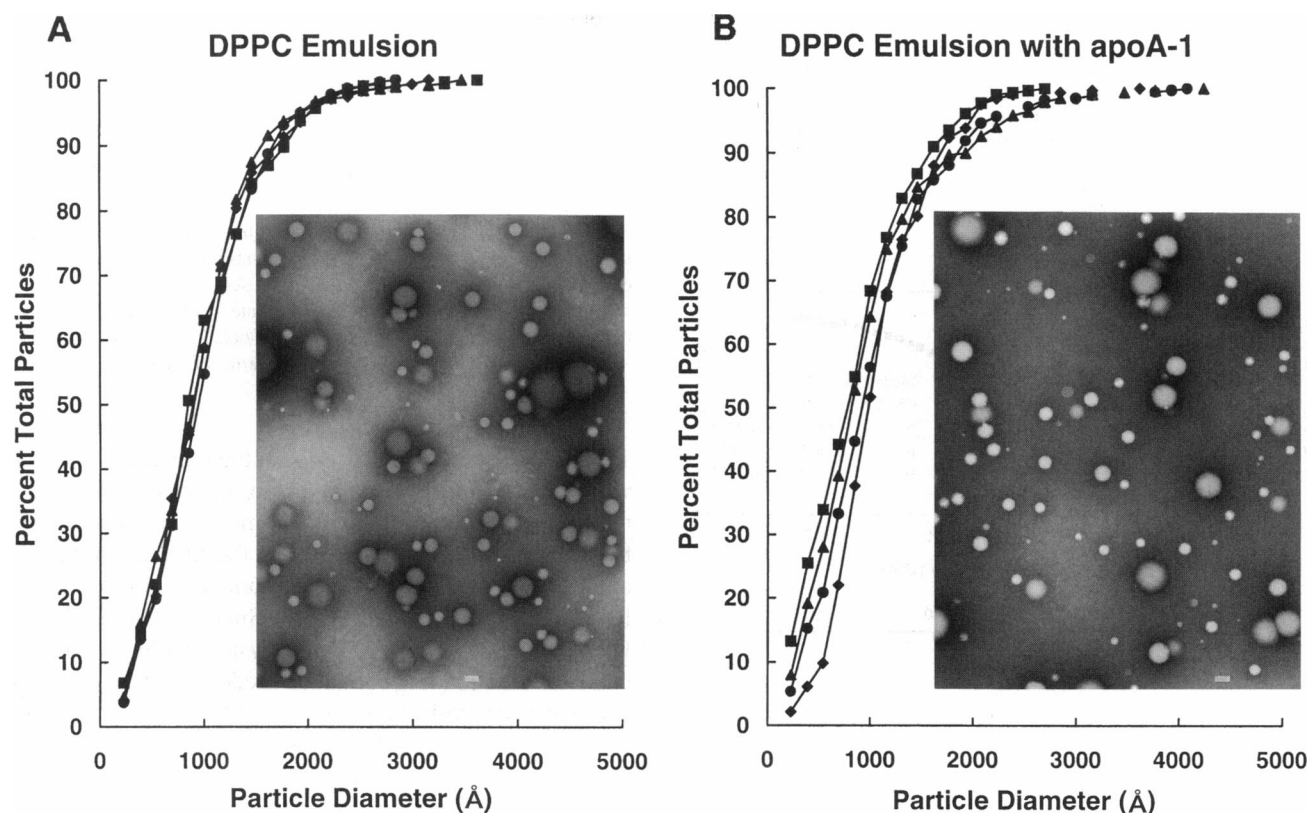 A
DPPC Emulsion
100
90
80
70
60
50
40
30
20
10
0
Percent Total Particles
0 1000 2000 3000 4000 5000
Particle Diameter (Å)
B
DPPC Emulsion with apoA-1
100
90
80
70
60
50
40
30
20
10
0
Percent Total Particles
0 1000 2000 3000 4000 5000
Particle Diameter (Å)